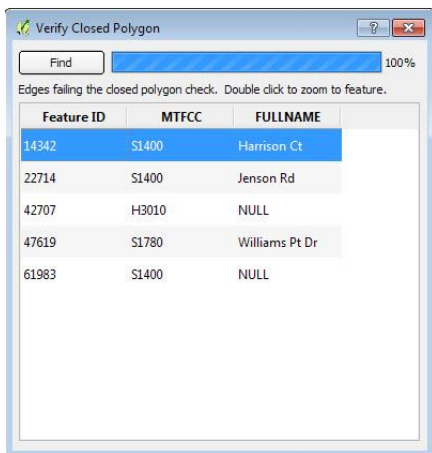 Verify Closed Polygon
Find 100%
Edges failing the closed polygon check. Double click to zoom to feature.
Feature ID MTFCC FULLNAME
14342 S1400 Harrison Ct
22714 S1400 Jenson Rd
42707 H3010 NULL
47619 S1780 Williams Pt Dr
61983 S1400 NULL